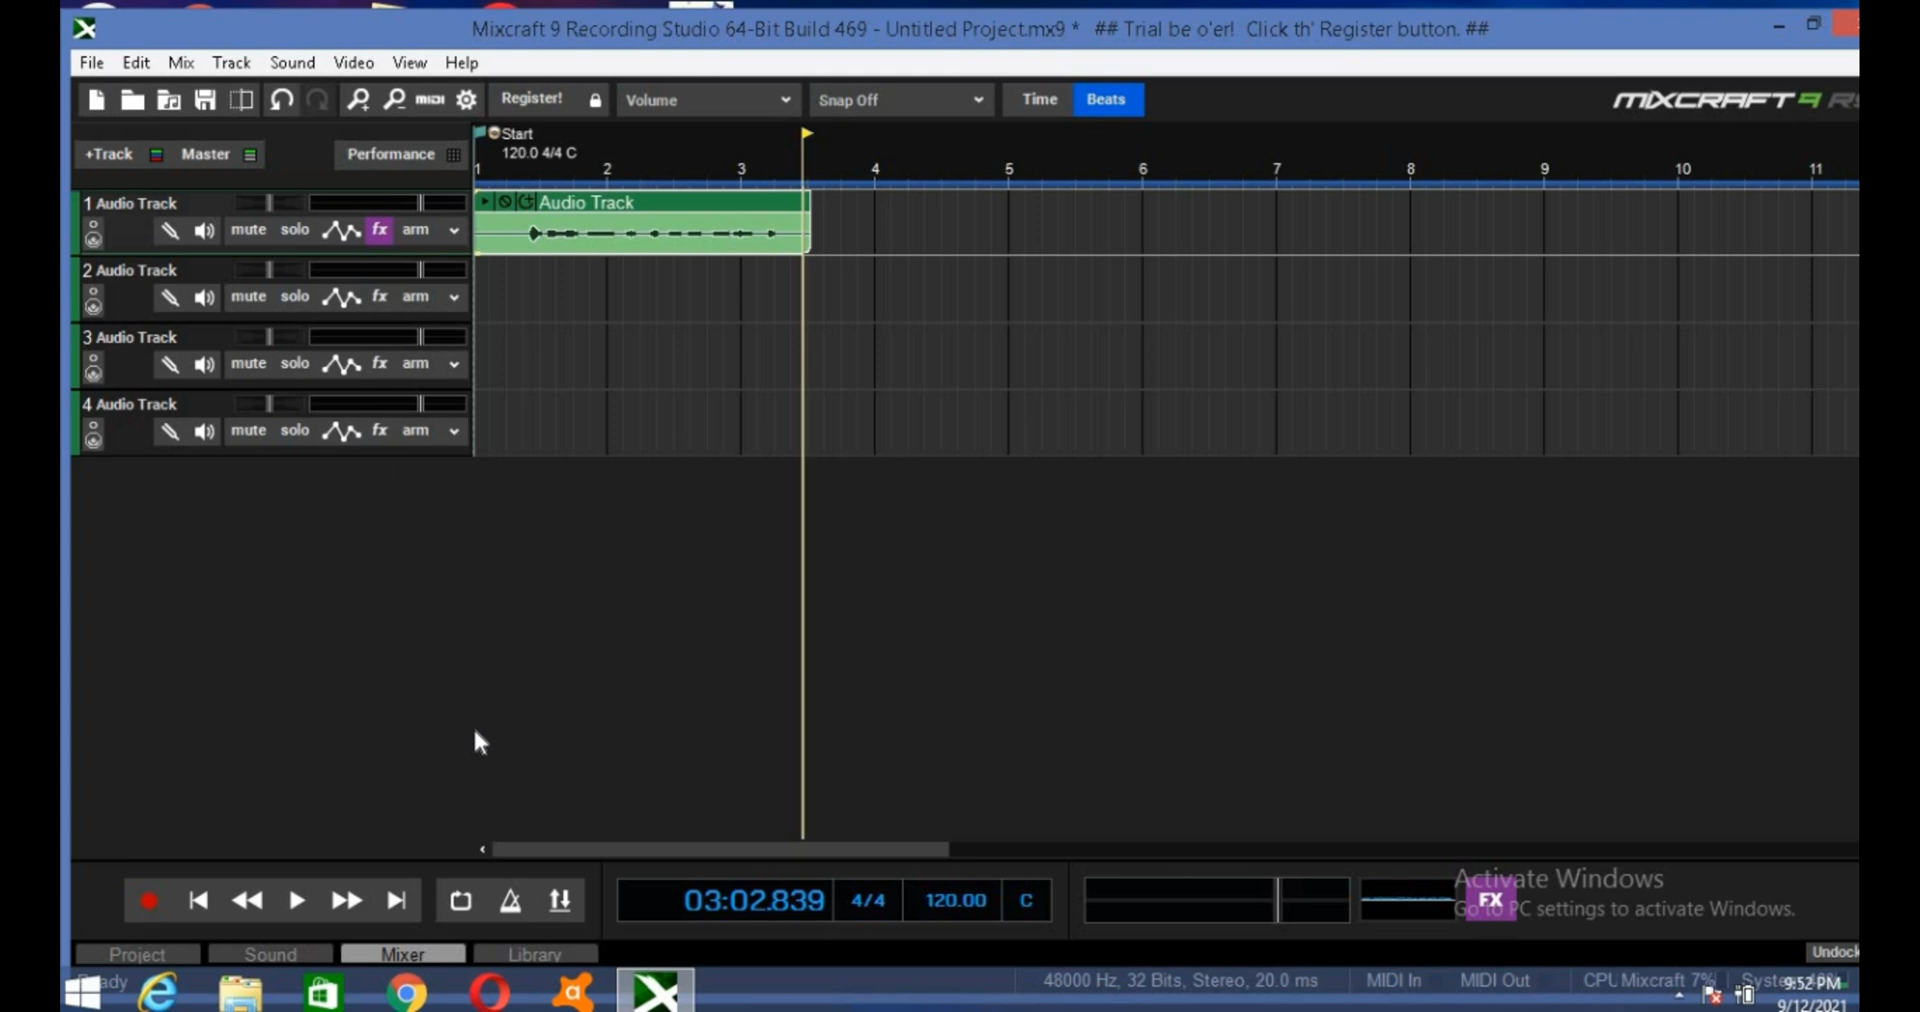 Mixcraft 9 Recording Studio 64-Bit Build 469 - Untitled Project.mx9 * ## Trial be o'er! Click th' Register button. ##
File Edit Mix Track Sound Video View Help
MIDI Register! Volume Snap Off Time Beats MIXCRAFT 9
Start
+Track Master Performance 120.0 4/4 C
1 2 3 4 5 6 7 8 9 10 11
1 Audio Track Audio Track
mute solo fx arm
2 Audio Track
mute solo fx arm
3 Audio Track
mute solo fx arm
4 Audio Track
mute solo fx arm
Activate Windows
03:02.839 4/4 120.00 C FX
Go to PC settings to activate Windows.
Project Sound Mixer Library Undock
48000 Hz, 32 Bits, Stereo, 20.0 ms MIDI In MIDI Out CPU Mixcraft 7%
9:52 PM
9/12/2021